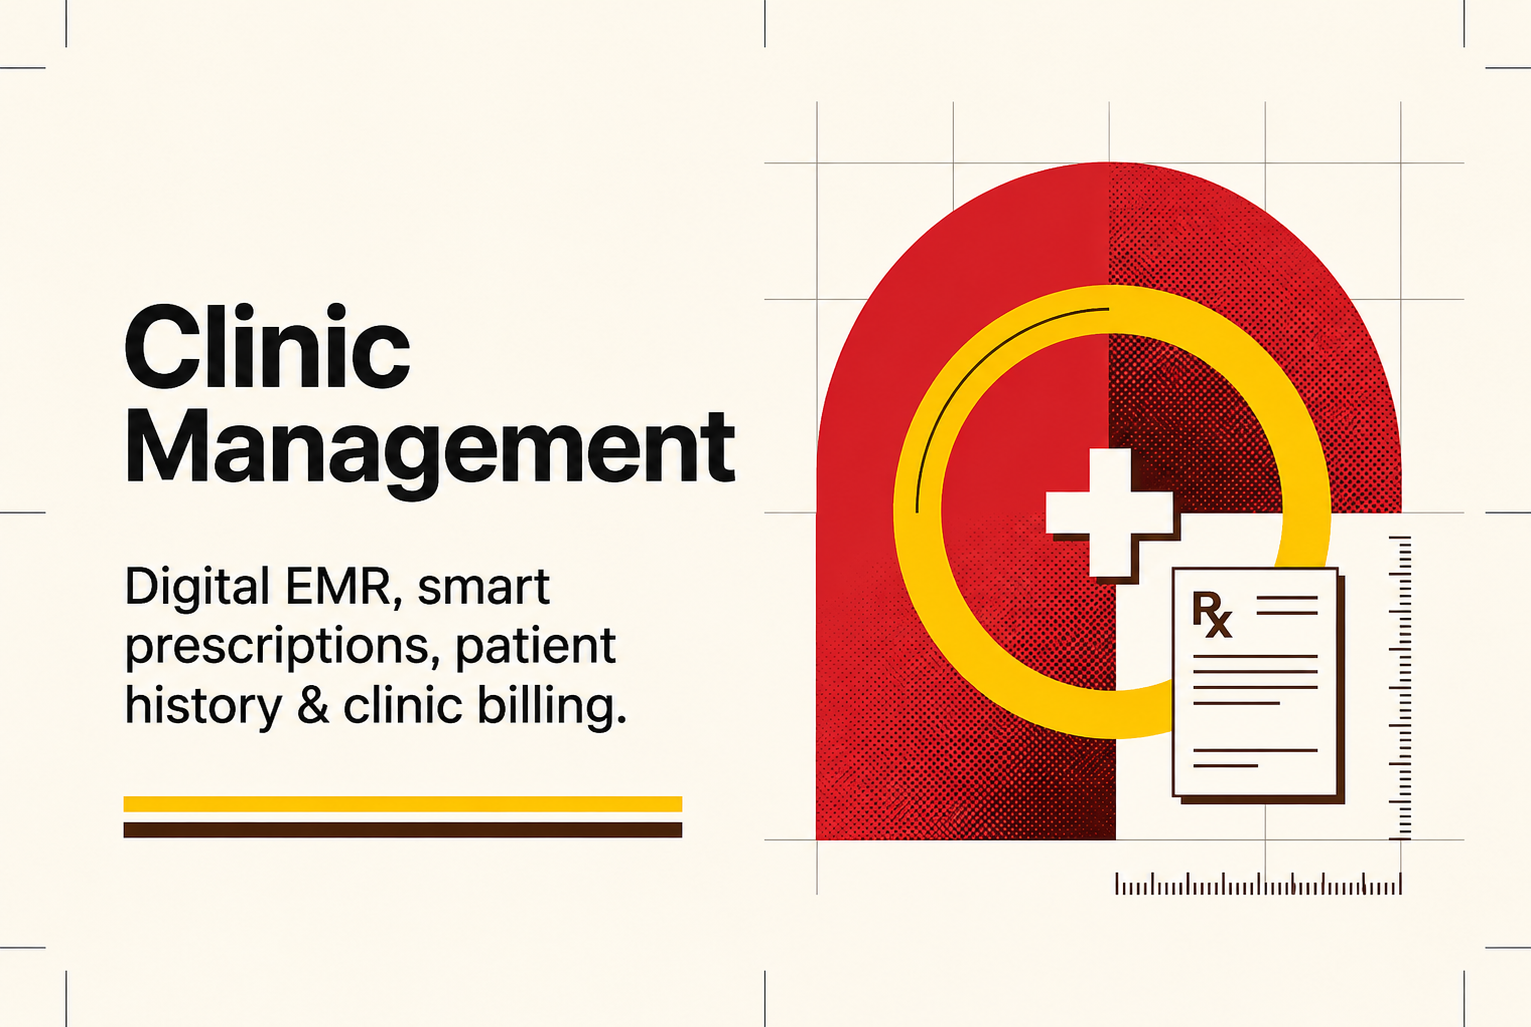 Clinic
Management
Digital EMR, smart
prescriptions, patient
history & clinic billing.
Rx